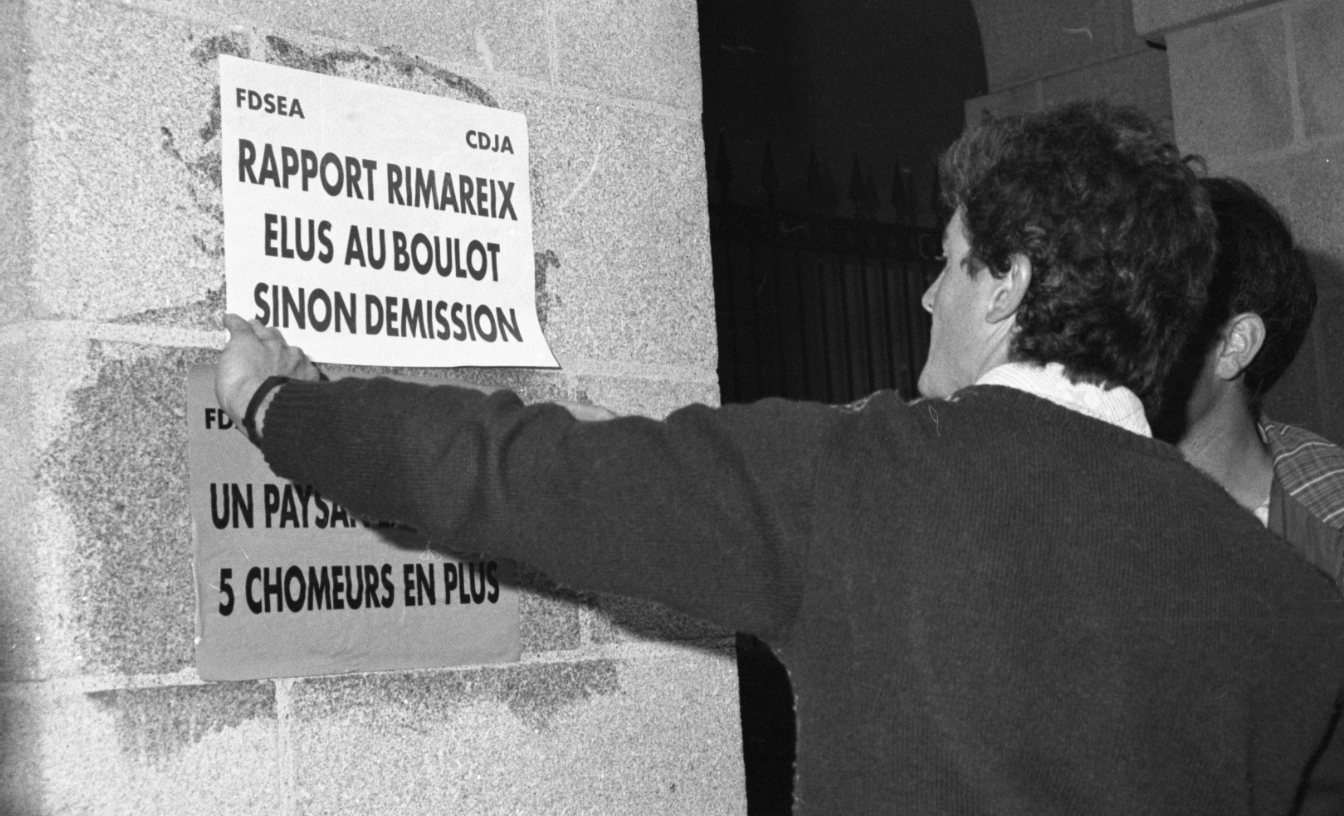 FDSEA
CDJA
RAPPORT RIMAREIX
ELUS AU BOULOT
SINON DEMISSION
UN
5 CHOMEURS EN PLUS